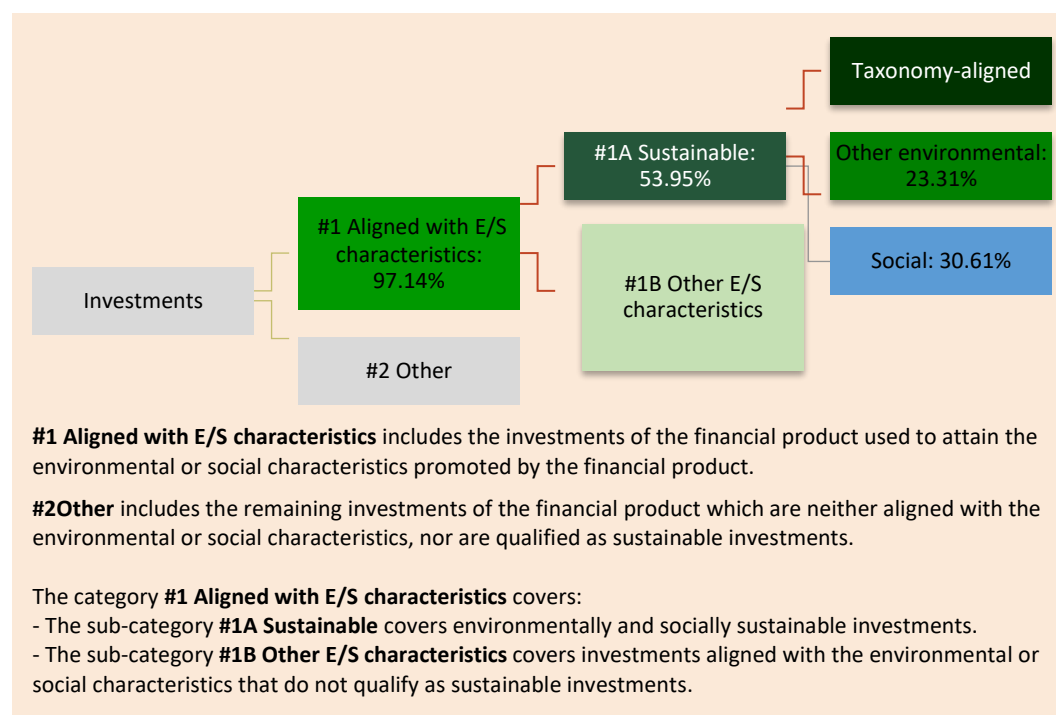 Taxonomy-aligned
#1A Sustainable:
53.95%
Other environmental:
23.31%
#1 Aligned with E/S
characteristics:
97.14%
Social: 30.61%
#1B Other E/S
characteristics
Investments
#2 Other
#1 Aligned with E/S characteristics includes the investments of the financial product used to attain the
environmental or social characteristics promoted by the financial product.
#2Other includes the remaining investments of the financial product which are neither aligned with the
environmental or social characteristics, nor are qualified as sustainable investments.
The category #1 Aligned with E/S characteristics covers:
- The sub-category #1A Sustainable covers environmentally and socially sustainable investments.
- The sub-category #1B Other E/S characteristics covers investments aligned with the environmental or
social characteristics that do not qualify as sustainable investments.